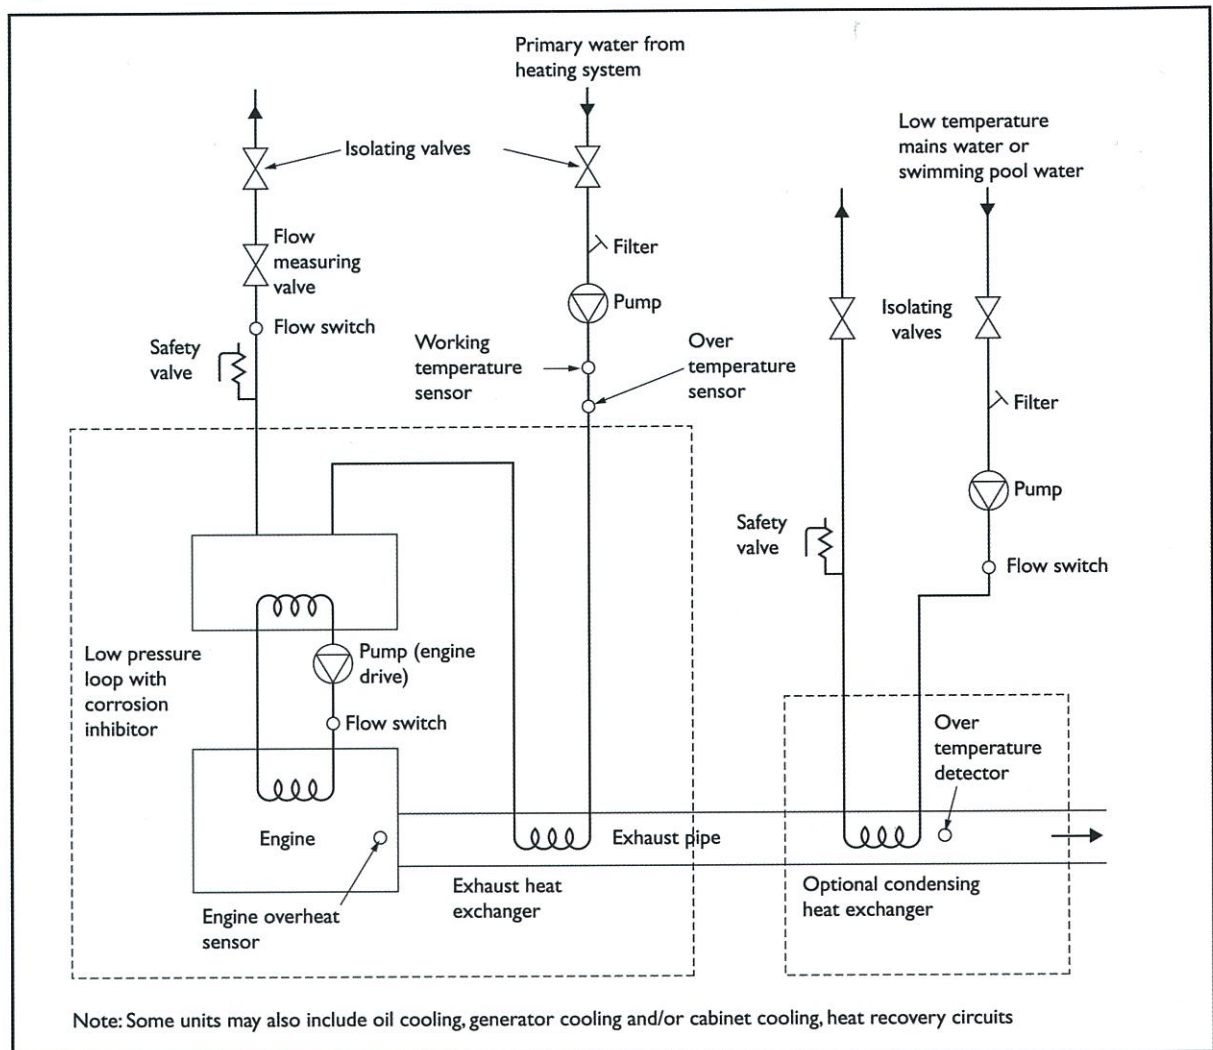 Primary water from
heating system
Isolating valves
Low temperature
mains water or
swimming pool water
Flow
measuring
valve
Filter
Pump
Isolating
valves
Flow switch
Safety
valve
Working
temperature
sensor
Over
temperature
sensor
Filter
Pump
Safety
valve
Flow switch
Low pressure
loop with
corrosion
inhibitor
Pump (engine
drive)
Flow switch
Over
temperature
detector
Engine
Exhaust pipe
Exhaust heat
exchanger
Optional condensing
heat exchanger
Engine overheat
sensor
Note: Some units may also include oil cooling, generator cooling and/or cabinet cooling, heat recovery circuits